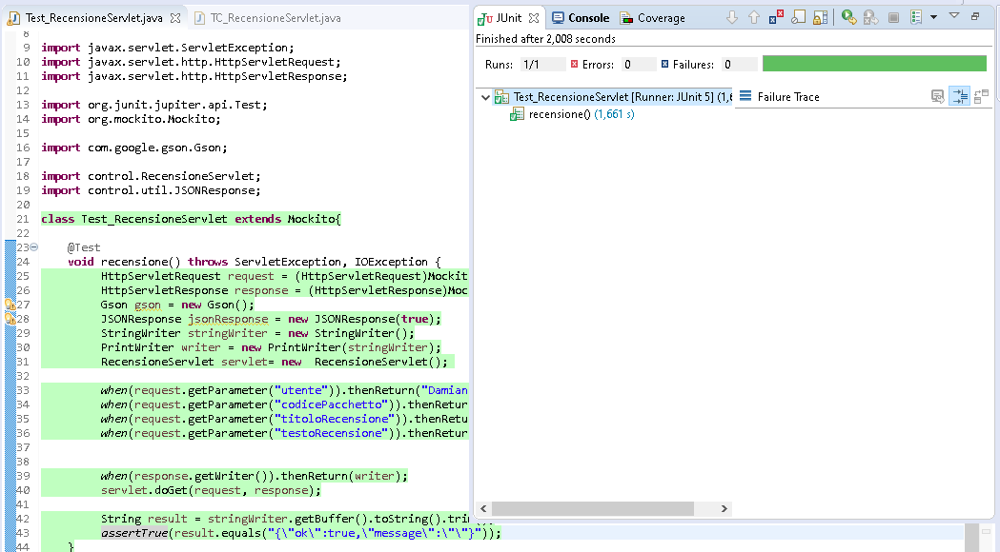 Test_RecensioneServlet.java
TC_RecensioneServlet.java
8
9 import javax.servlet.ServletException;
10 import javax.servlet.http.HttpServletRequest;
11 import javax.servlet.http.HttpServletResponse;
12
13 import org.junit.jupiter.api.Test;
14 import org.mockito.Mockito;
15
16 import com.google.gson.Gson;
17
18 import control.RecensioneServlet;
19 import control.util.JSONResponse;
20
21 class Test_RecensioneServlet extends Mockito{
22
23 @Test
24 void recensione() throws ServletException, IOException {
25 HttpServletRequest request = (HttpServletRequest)Mockit
26 HttpServletResponse response = (HttpServletResponse)Moc
27 Gson gson = new Gson();
28 JSONResponse jsonResponse = new JSONResponse(true);
29 StringWriter stringWriter = new StringWriter();
30 PrintWriter writer = new PrintWriter(stringWriter);
31 RecensioneServlet servlet= new  RecensioneServlet();
32
33 when(request.getParameter("utente")).thenReturn("Damian
34 when(request.getParameter("codicePacchetto")).thenRetur
35 when(request.getParameter("titoloRecensione")).thenRetu
36 when(request.getParameter("testoRecensione")).thenRetur
37
38
39 when(response.getWriter()).thenReturn(writer);
40 servlet.doGet(request, response);
41
42 String result = stringWriter.getBuffer().toString().trim();
43 assertTrue(result.equals("{\"ok\":true,\"message\":\"\"}"));
44 }
JUnit
Console
Coverage
Finished after 2,008 seconds
Runs: 1/1
Errors: 0
Failures: 0
Test_RecensioneServlet [Runner: JUnit 5] (1,6
recensione() (1,661 s)
Failure Trace